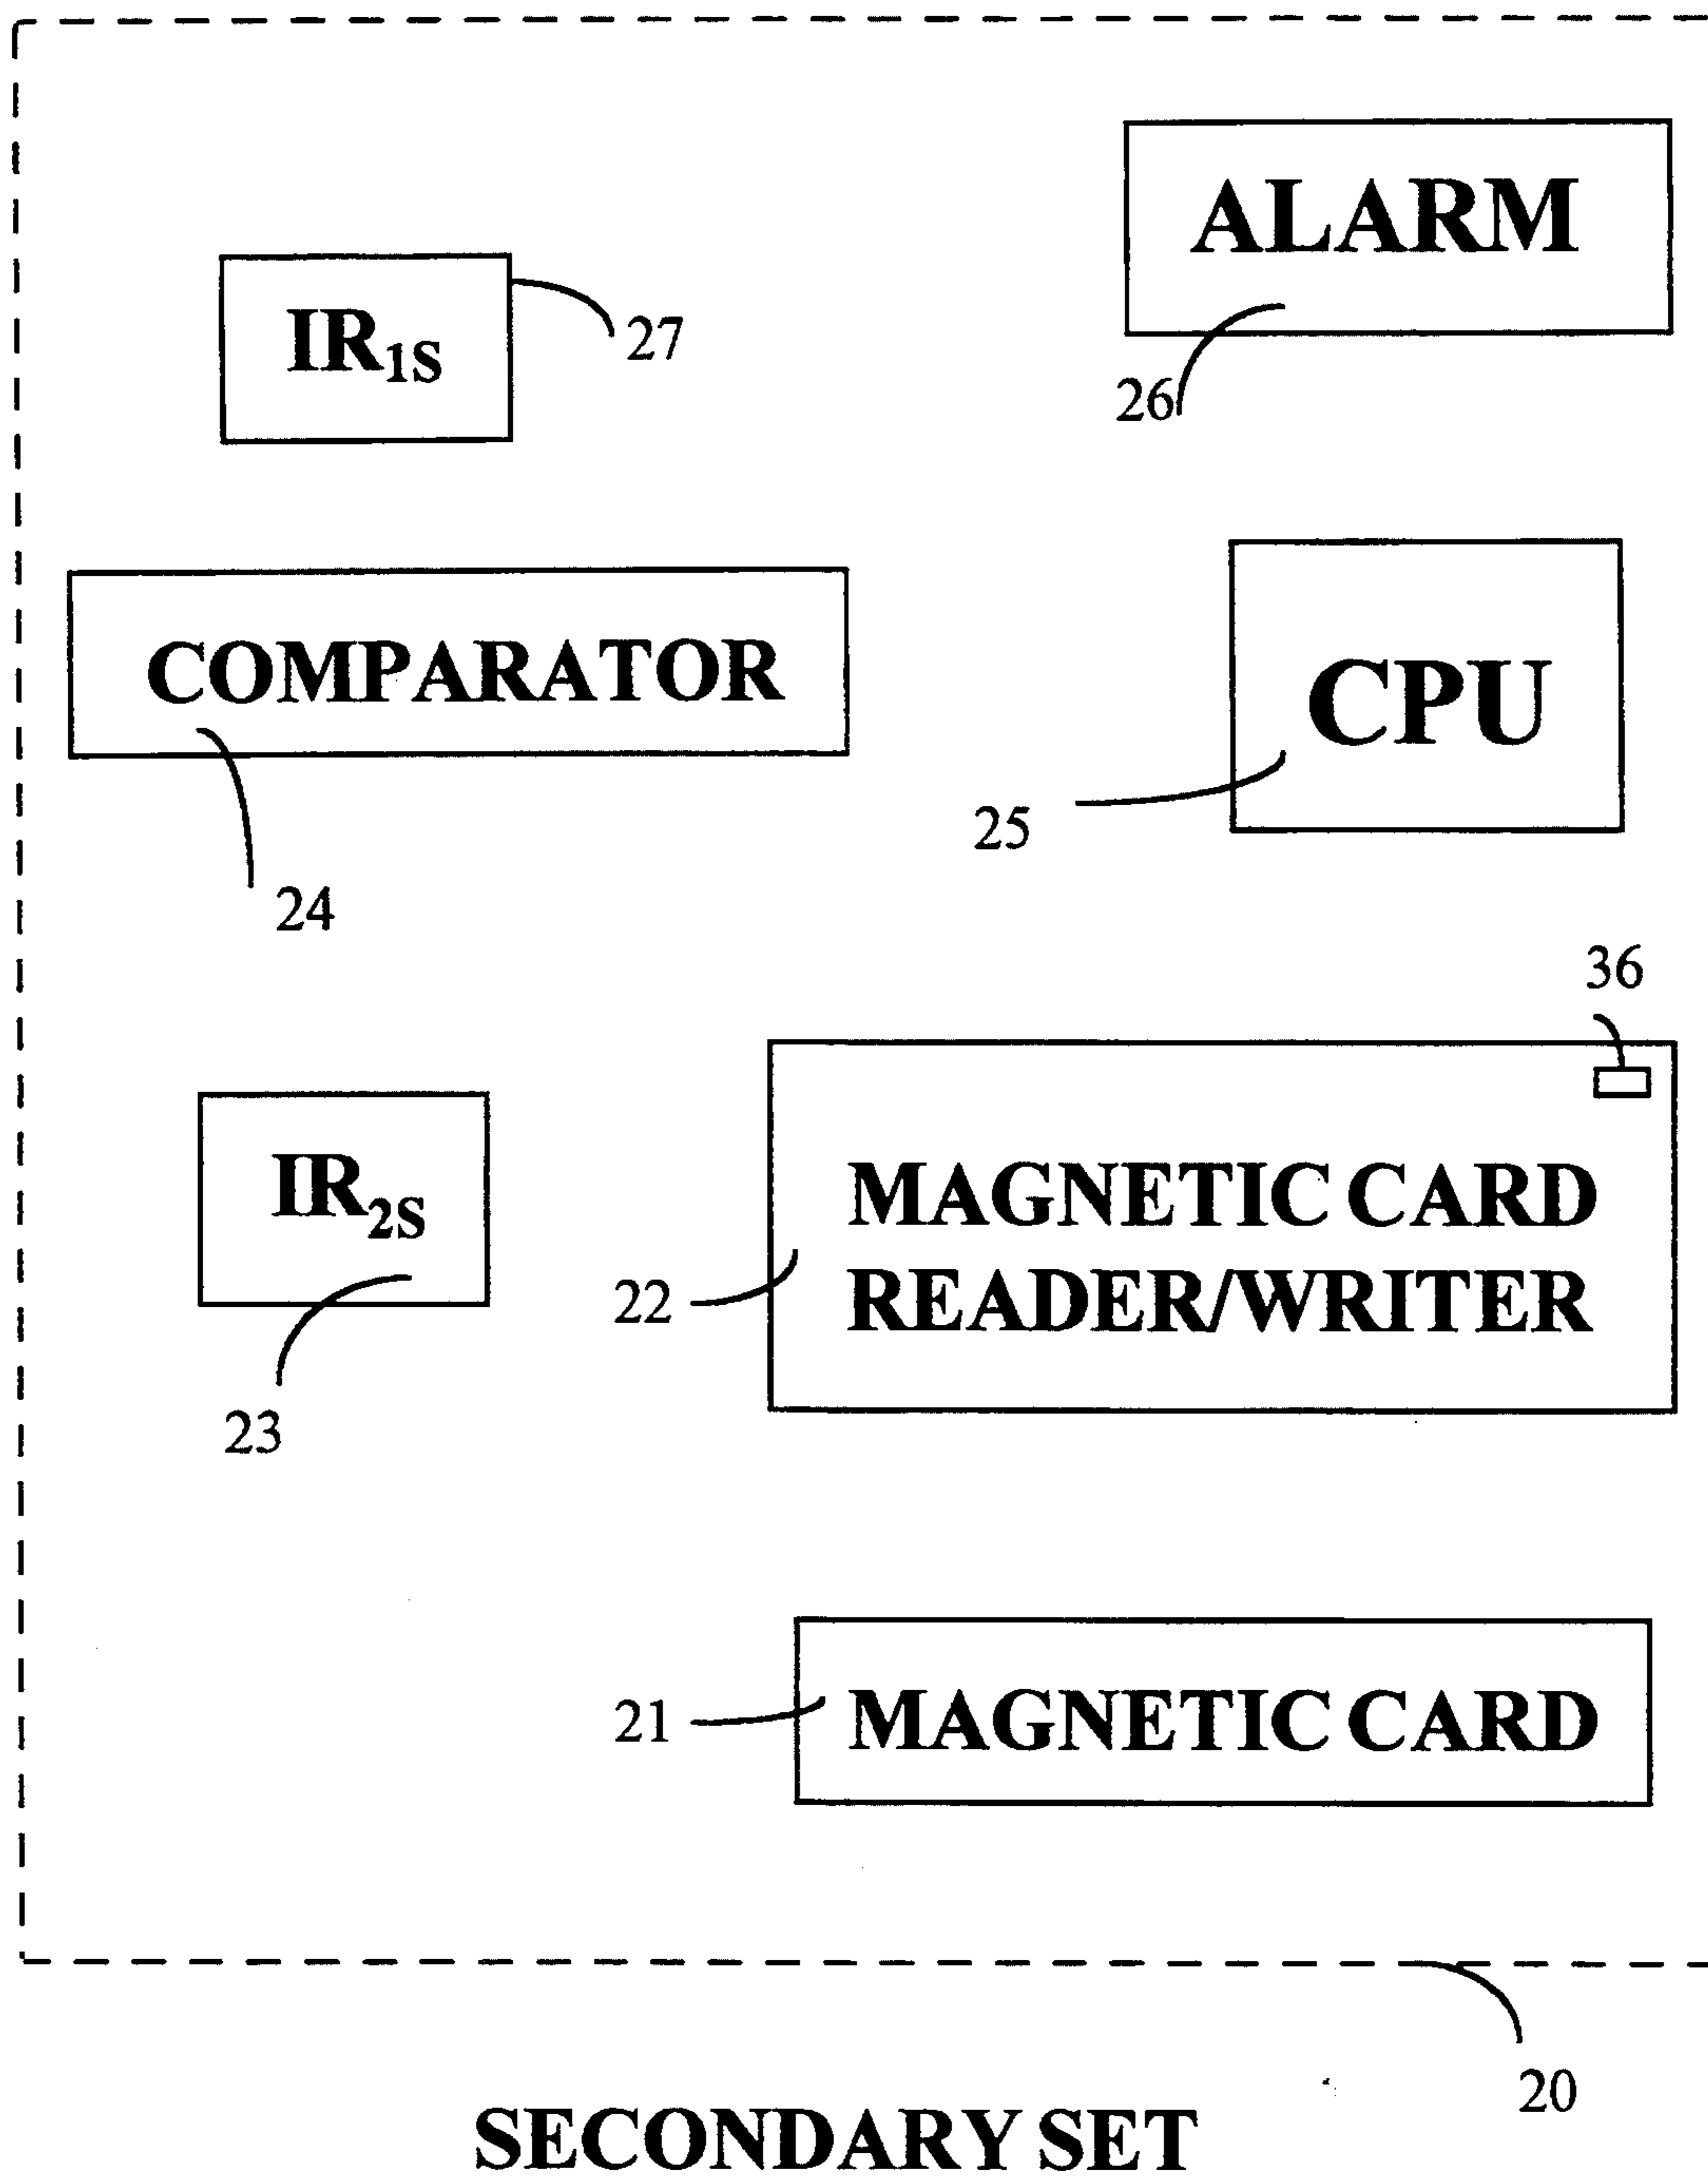 ALARM
IR1S
27
26
COMPARATOR
CPU
25
24
36
IR2S
MAGNETIC CARD
READER/WRITER
22
23
21
MAGNETIC CARD
20
SECONDARY SET